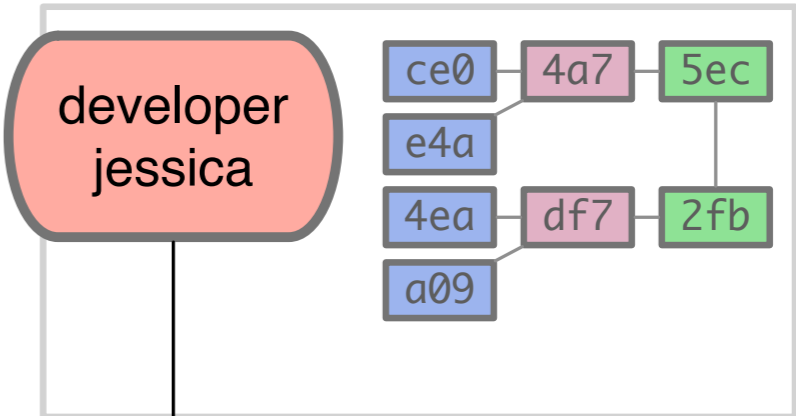 developer
jessica
ce0 4a7 5ec
e4a
4ea df7 2fb
a09